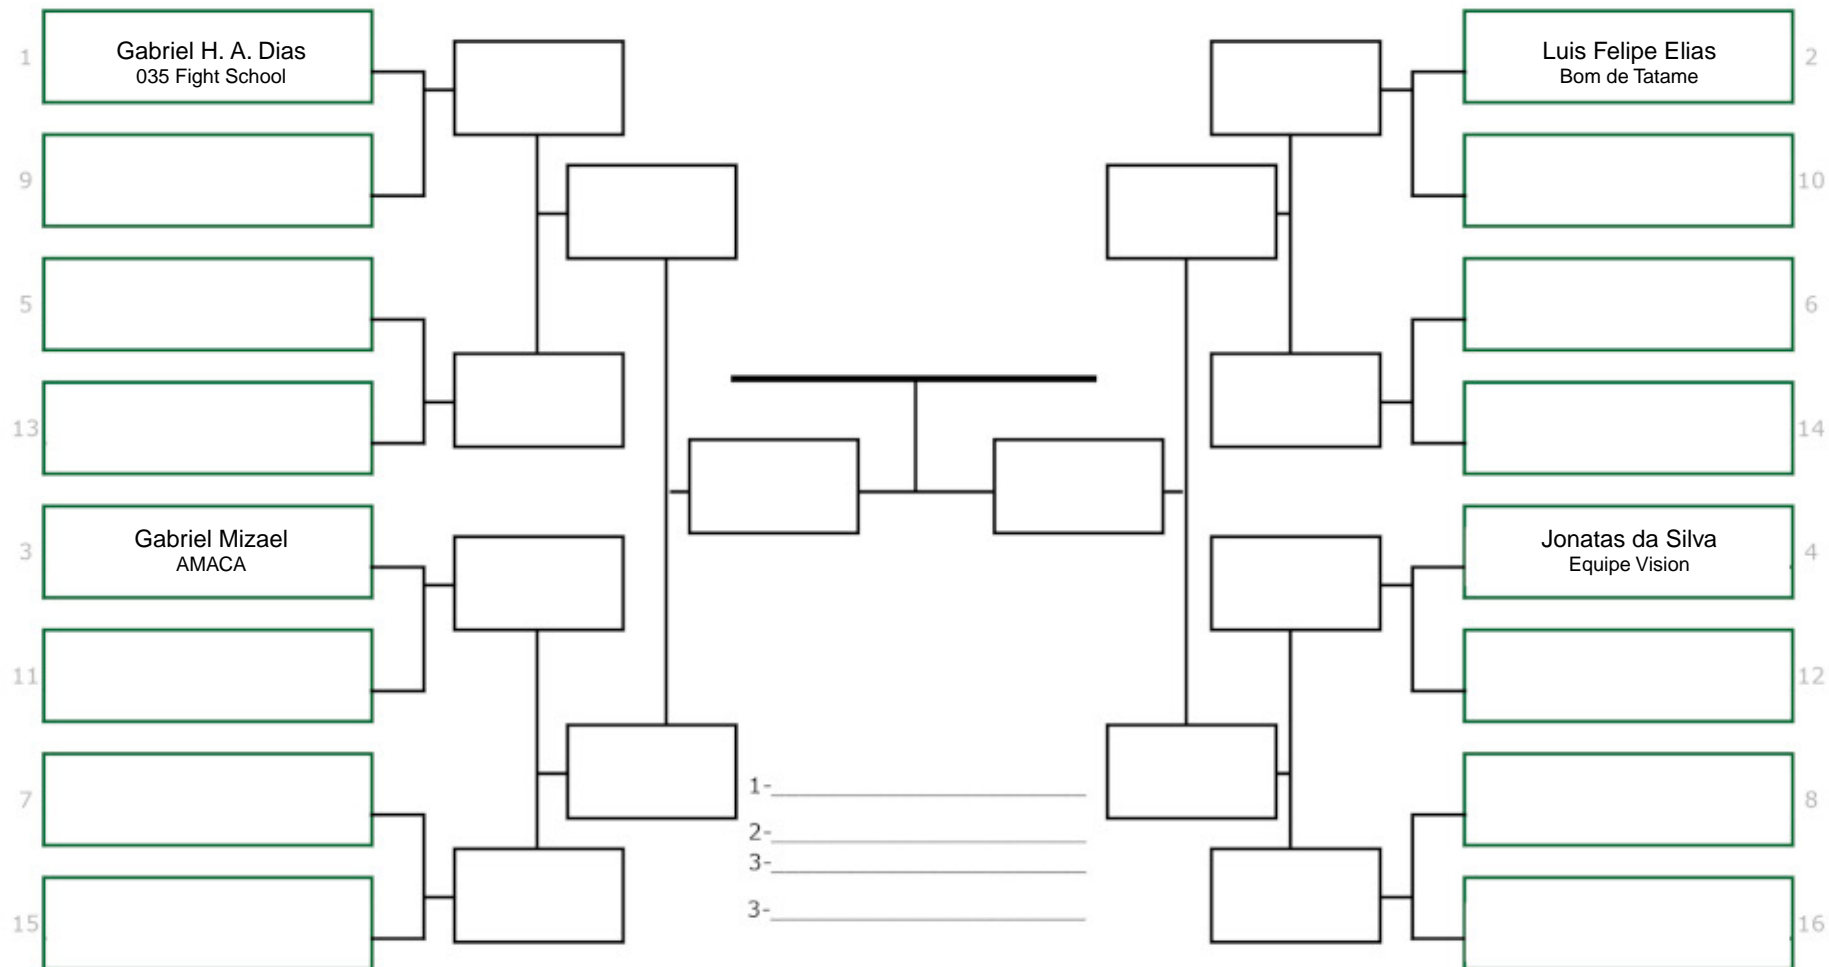 1
Gabriel H. A. Dias
035 Fight School
9
5
13
3
Gabriel Mizael
AMACA
11
7
15
1-
2-
3-
3-
Luis Felipe Elias
Bom de Tatame
2
10
6
14
Jonatas da Silva
Equipe Vision
4
12
8
16